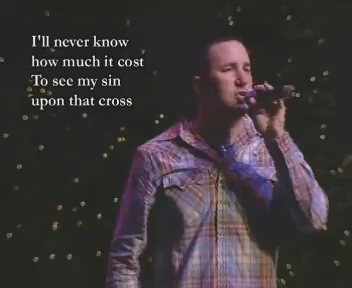 I'll never know
how much it cost
To see my sin
upon that cross